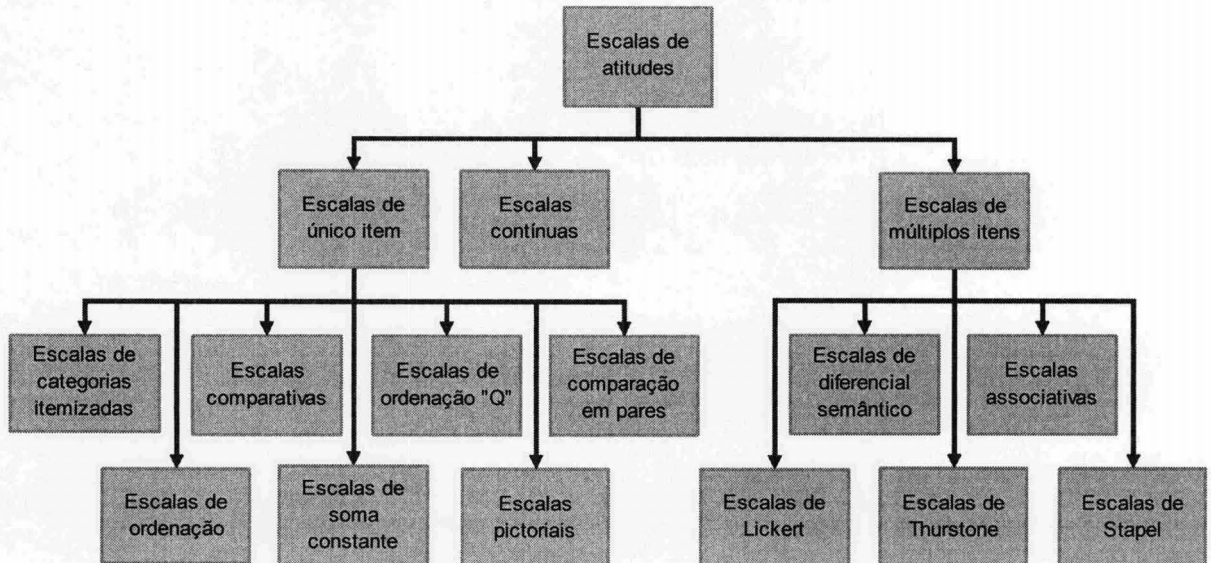 Escalas de
atitudes
Escalas de
único item
Escalas
contínuas
Escalas de
múltiplos itens
Escalas de
categorias
itemizadas
Escalas
comparativas
Escalas de
ordenação "Q"
Escalas de
comparação
em pares
Escalas de
diferencial
semântico
Escalas
associativas
Escalas de
ordenação
Escalas de
soma
constante
Escalas
pictoriais
Escalas de
Lickert
Escalas de
Thurstone
Escalas de
Stapel